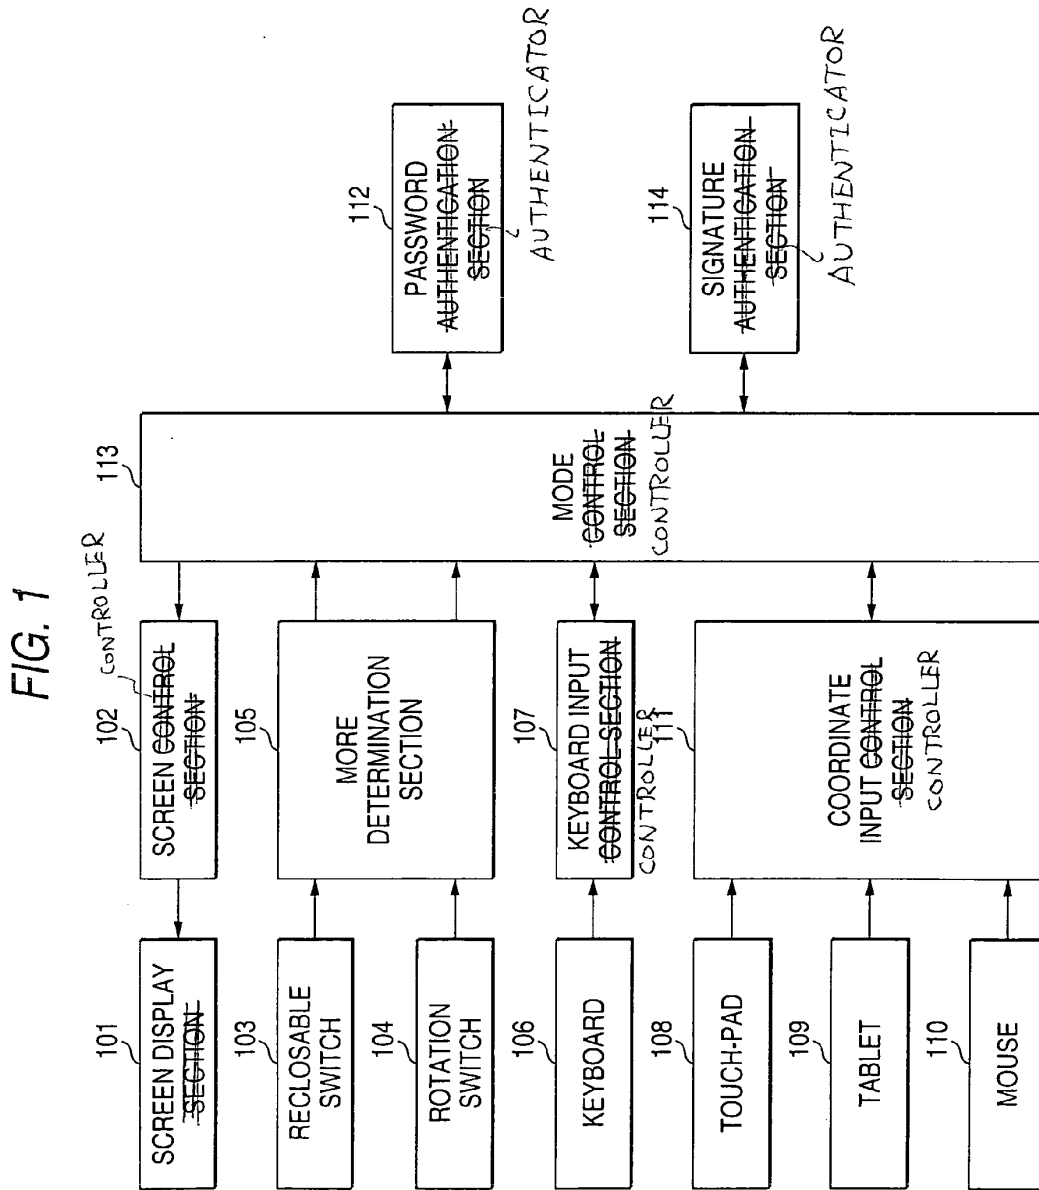 FIG. 1
101
SCREEN DISPLAY
SECTION
102
SCREEN CONTROL
SECTION
CONTROLLER
103
RECLOSABLE
SWITCH
104
ROTATION
SWITCH
105
MORE
DETERMINATION
SECTION
106
KEYBOARD
107
KEYBOARD INPUT
CONTROL SECTION
CONTROLLER
108
TOUCH-PAD
109
TABLET
110
MOUSE
111
COORDINATE
INPUT CONTROL
SECTION
CONTROLLER
113
MODE
CONTROL
SECTION
CONTROLLER
112
PASSWORD
AUTHENTICATION
SECTION
AUTHENTICATOR
114
SIGNATURE
AUTHENTICATION
SECTION
AUTHENTICATOR